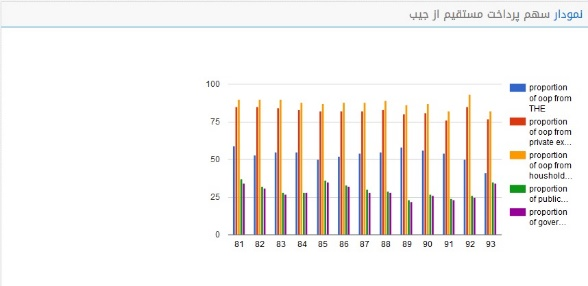 نمودار سهم پرداخت مستقیم از جیب
100
75
50
25
0
81 82 83 84 85 86 87 88 89 90 91 92 93
proportion
of oop from
THE
proportion
of oop from
private ex...
proportion
of oop from
houshold...
proportion
of public...
proportion
of gover...